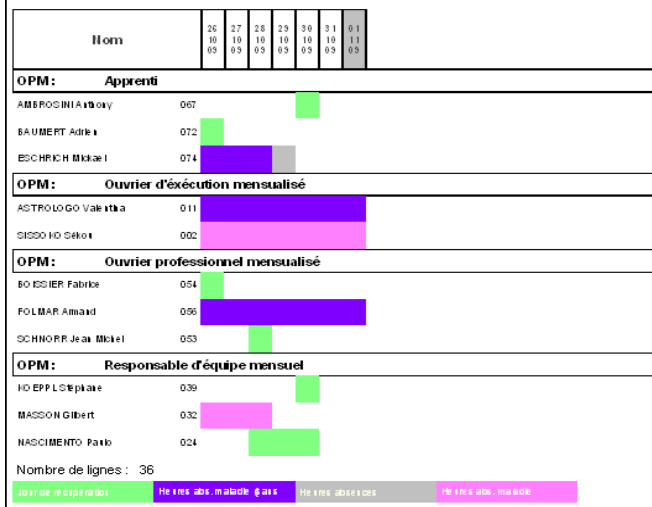 Nom
26 27 28 29 30 31 01
10 10 10 10 10 10 11
09 09 09 09 09 09 09
OPM: Apprenti
AMBROSINI Anthony 067
BAUMERT Adrien 072
ESCHRICH Mickael 074
OPM: Ouvrier d'éxécution mensualisé
ASTROLOGO Valentina 011
SISSOKO Sékou 002
OPM: Ouvrier professionnel mensualisé
BOISSIER Fabrice 054
FOLMAR Armand 056
SCHNORR Jean Michel 053
OPM: Responsable d'équipe mensuel
HOEPPL Stéphane 039
MASSON Gilbert 032
NASCIMENTO Paulo 024
Nombre de lignes : 36
Jour de récupération Heures abs. maladie Heures absences Heures abs. maladie